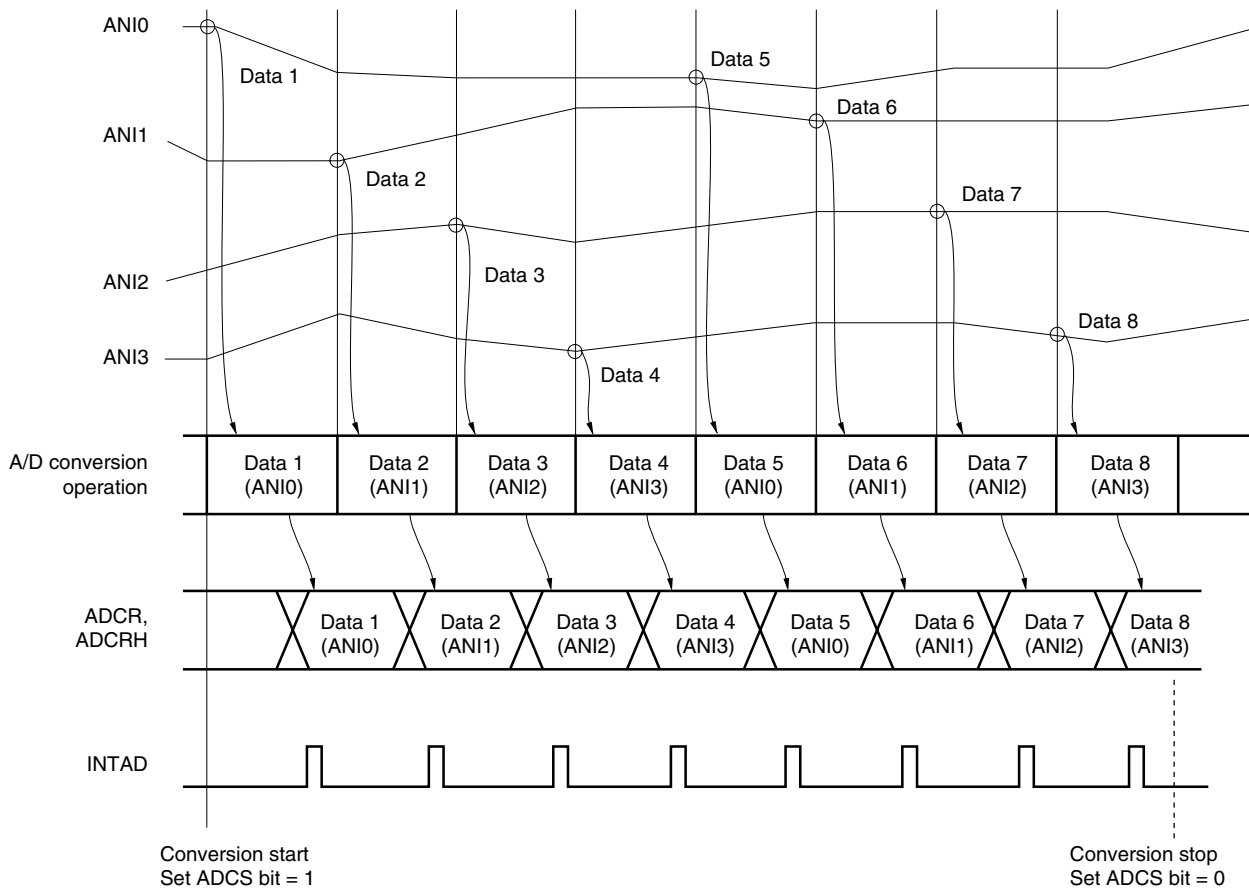 ANI0
Data 1
Data 5
ANI1
Data 6
Data 2
Data 7
ANI2
Data 3
Data 8
ANI3
Data 4
A/D conversion
operation
Data 1
(ANI0)
Data 2
(ANI1)
Data 3
(ANI2)
Data 4
(ANI3)
Data 5
(ANI0)
Data 6
(ANI1)
Data 7
(ANI2)
Data 8
(ANI3)
ADCR,
ADCRH
Data 1
(ANI0)
Data 2
(ANI1)
Data 3
(ANI2)
Data 4
(ANI3)
Data 5
(ANI0)
Data 6
(ANI1)
Data 7
(ANI2)
Data 8
(ANI3)
INTAD
Conversion start
Set ADCS bit = 1
Conversion stop
Set ADCS bit = 0